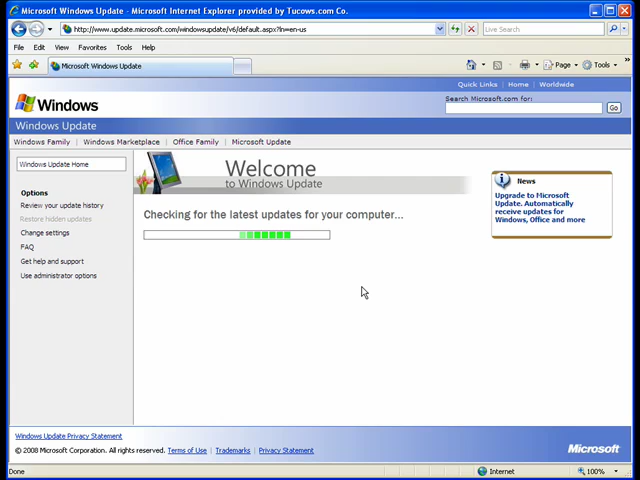 Microsoft Windows Update - Microsoft Internet Explorer provided by Tucows.com Co.
http://www.update.microsoft.com/windowsupdate/v6/default.aspx?ln=en-us
Live Search
File Edit View Favorites Tools Help
Microsoft Windows Update
Page Tools
Quick Links | Home | Worldwide
Windows
Search Microsoft.com for:
Go
Windows Update
Windows Family | Windows Marketplace | Office Family | Microsoft Update
Windows Update Home
Welcome
to Windows Update
News
Upgrade to Microsoft
Update. Automatically
receive updates for
Windows, Office and more
Options
Review your update history
Restore hidden updates
Change settings
FAQ
Get help and support
Use administrator options
Checking for the latest updates for your computer...
Windows Update Privacy Statement
© 2008 Microsoft Corporation. All rights reserved. Terms of Use | Trademarks | Privacy Statement
Microsoft
Done
Internet
100%